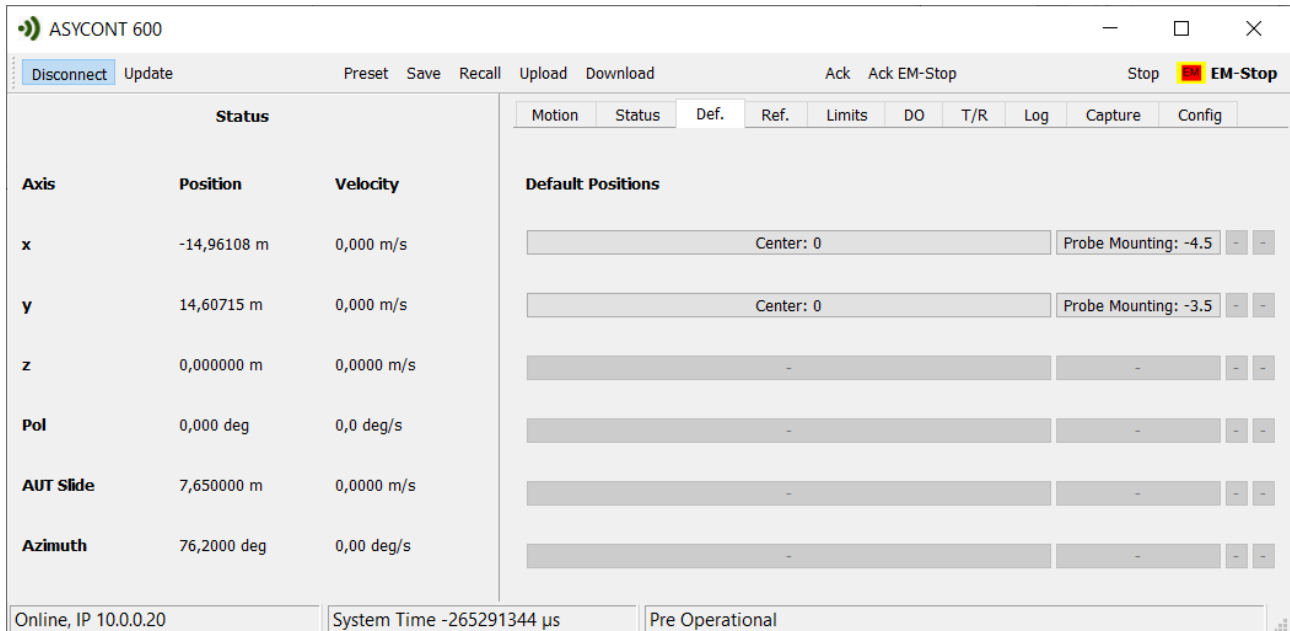 ASYCONT 600
Disconnect Update Preset Save Recall Upload Download Ack Ack EM-Stop Stop EM EM-Stop
Status
Motion Status Def. Ref. Limits DO T/R Log Capture Config
Axis Position Velocity
Default Positions
x -14,96108 m 0,000 m/s
Center: 0 Probe Mounting: -4.5 - -
y 14,60715 m 0,000 m/s
Center: 0 Probe Mounting: -3.5 - -
z 0,000000 m 0,0000 m/s
- - - -
Pol 0,000 deg 0,0 deg/s
- - - -
AUT Slide 7,650000 m 0,0000 m/s
- - - -
Azimuth 76,2000 deg 0,00 deg/s
- - - -
Online, IP 10.0.0.20 System Time -265291344 µs Pre Operational